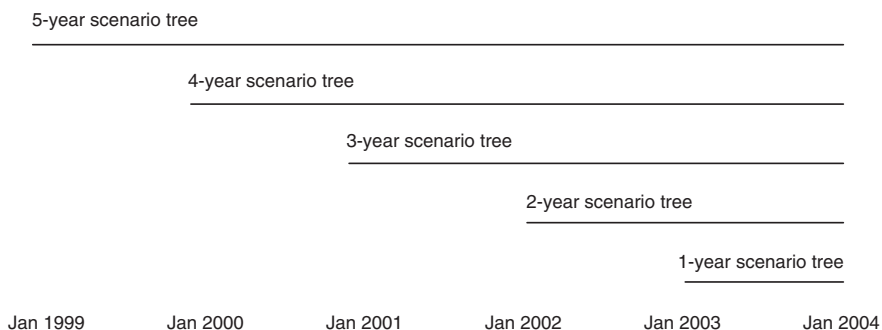 5-year scenario tree
4-year scenario tree
3-year scenario tree
2-year scenario tree
1-year scenario tree
Jan 1999 Jan 2000 Jan 2001 Jan 2002 Jan 2003 Jan 2004